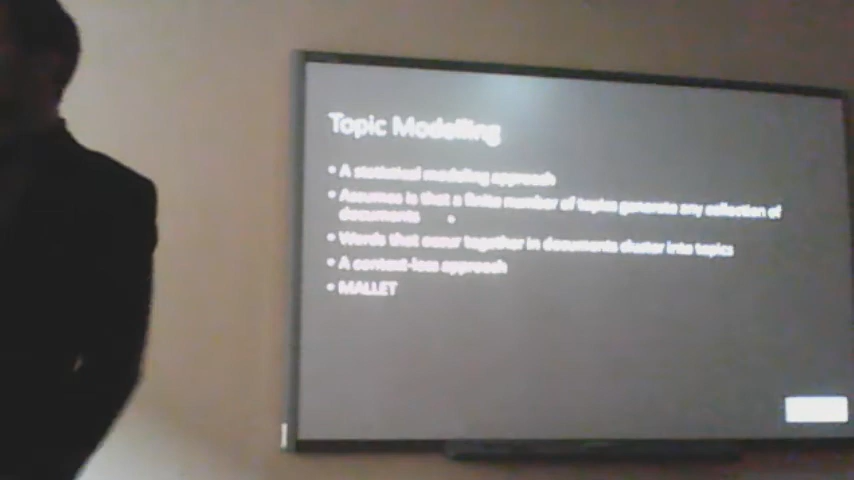 Topic Modelling
• A statistical modeling approach
• Assumes is that a finite number of topics generate any collection of
documents
• Words that occur together in documents cluster into topics
• A context-less approach
• MALLET